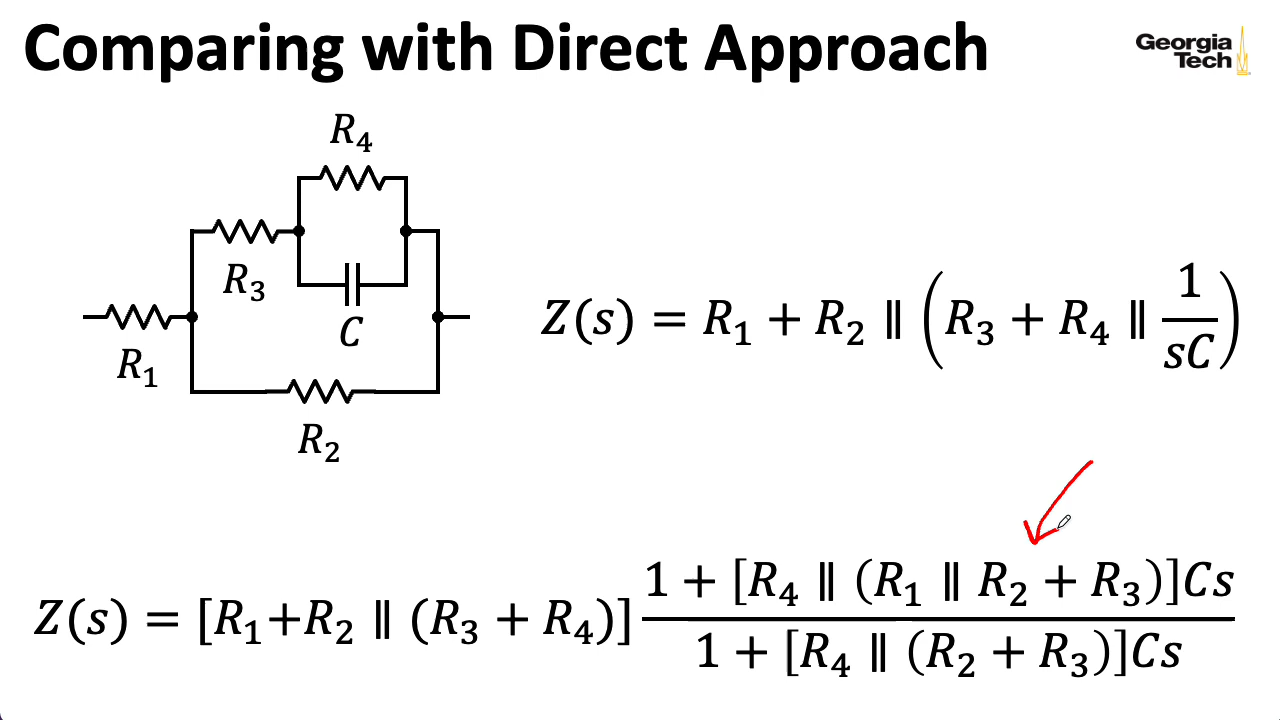 Comparing with Direct Approach
Georgia
Tech
R₄
R₃
C
R₁
R₂
Z(s) = R₁ + R₂ ∥ (R₃ + R₄ ∥ 1/sC)
Z(s) = [R₁+R₂ ∥ (R₃ + R₄)] (1 + [R₄ ∥ (R₁ ∥ R₂ + R₃)]Cs)/(1 + [R₄ ∥ (R₂ + R₃)]Cs)